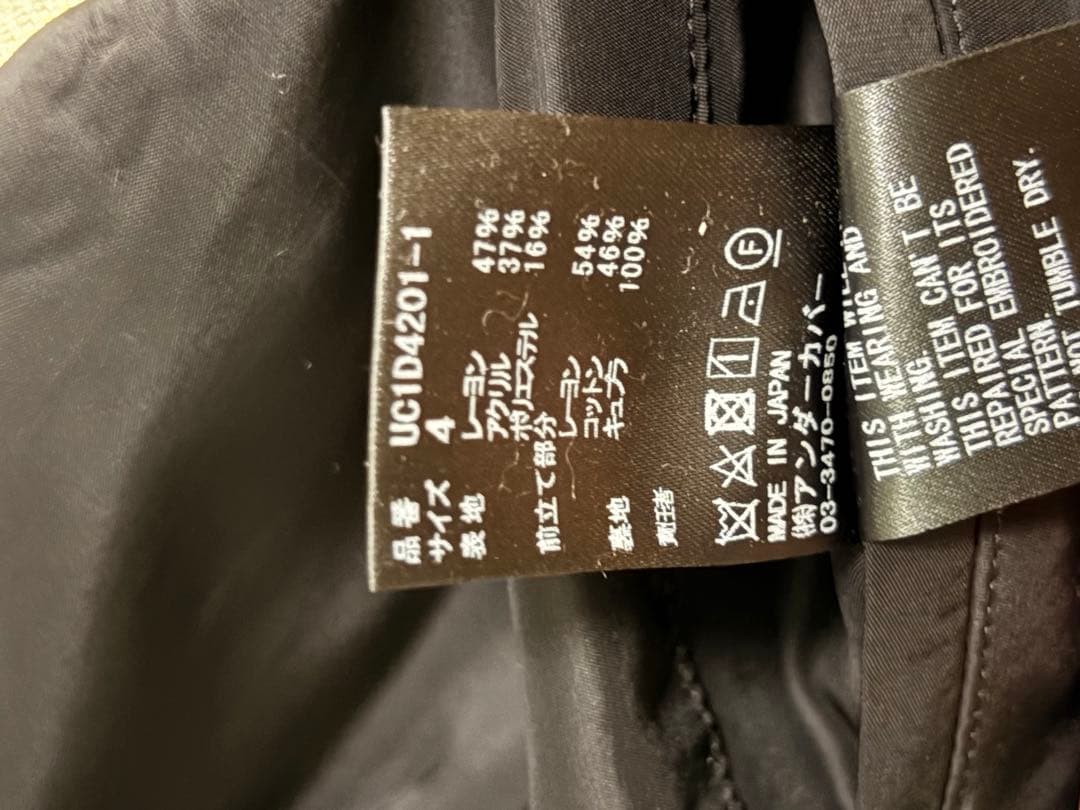 品番 UC1D4201-1
サイズ 4
表地 レーヨン 47%
アクリル 37%
ポリエステル 16%
前立て部分
レーヨン 54%
コットン 46%
裏地 キュプラ 100%
責任者
MADE IN JAPAN
㈱アンダーカバー
03-3470-0850
THIS ITEM
WITH WEARING AND
WASHING.
THIS ITEM CAN'T BE
REPAIRED FOR ITS
SPECIAL EMBROIDERED
PATTERN.
NOT TUMBLE DRY.